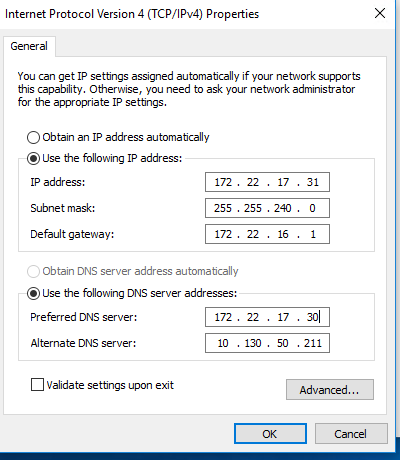 Internet Protocol Version 4 (TCP/IPv4) Properties
General
You can get IP settings assigned automatically if your network supports
this capability. Otherwise, you need to ask your network administrator
for the appropriate IP settings.
Obtain an IP address automatically
Use the following IP address:
IP address: 172 . 22 . 17 . 31
Subnet mask: 255 . 255 . 240 . 0
Default gateway: 172 . 22 . 16 . 1
Obtain DNS server address automatically
Use the following DNS server addresses:
Preferred DNS server: 172 . 22 . 17 . 30
Alternate DNS server: 10 . 130 . 50 . 211
Validate settings upon exit
Advanced...
OK Cancel